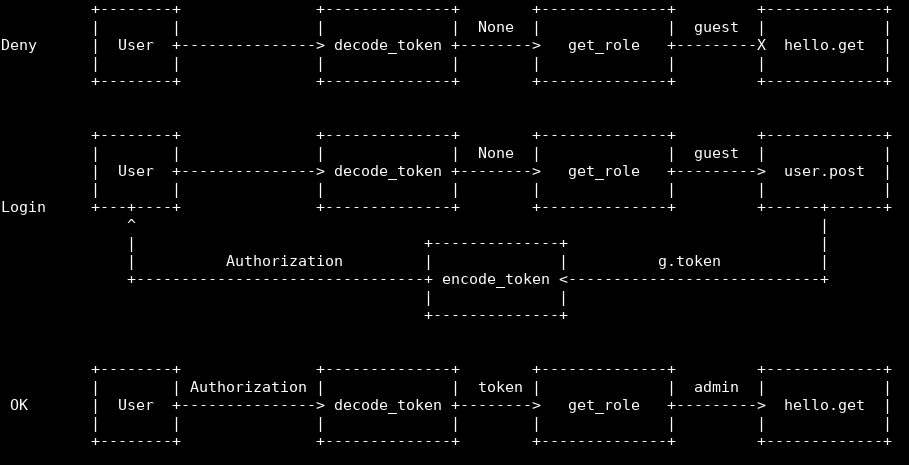 None guest
Deny User decode_token get_role hello.get
None guest
User decode_token get_role user.post
Login
Authorization g.token
encode_token
Authorization token admin
OK User decode_token get_role hello.get